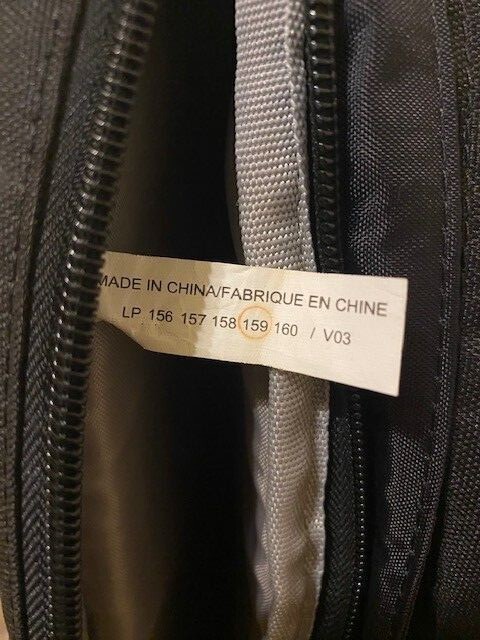 MADE IN CHINA/FABRIQUE EN CHINE
LP 156 157 158 159 160 / V03